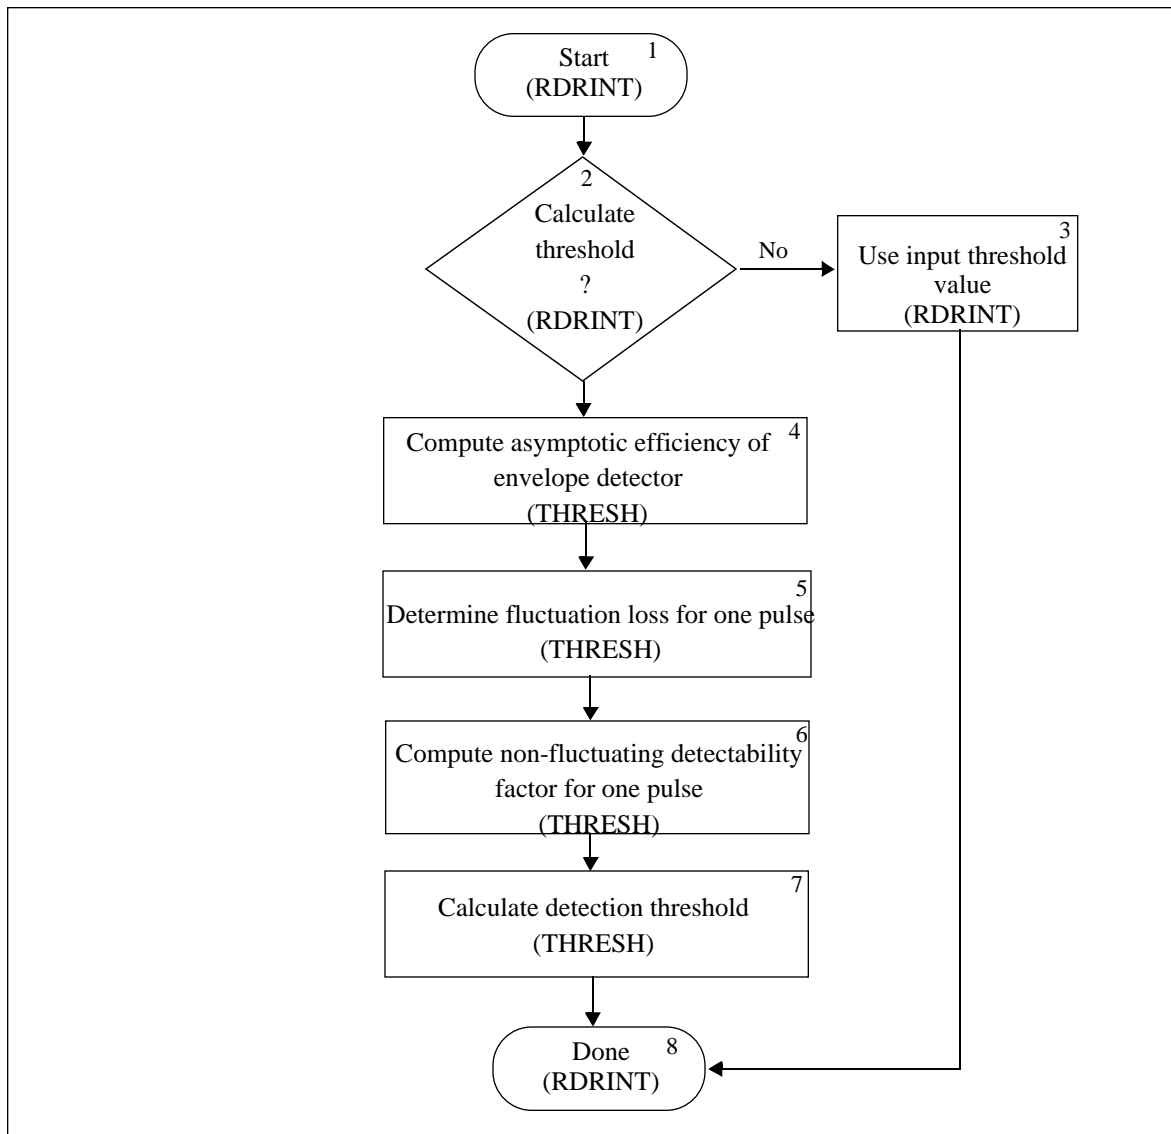 1
Start
(RDRINT)
2
Calculate
threshold
?
(RDRINT)
No
3
Use input threshold
value
(RDRINT)
4
Compute asymptotic efficiency of
envelope detector
(THRESH)
5
Determine fluctuation loss for one pulse
(THRESH)
6
Compute non-fluctuating detectability
factor for one pulse
(THRESH)
7
Calculate detection threshold
(THRESH)
8
Done
(RDRINT)